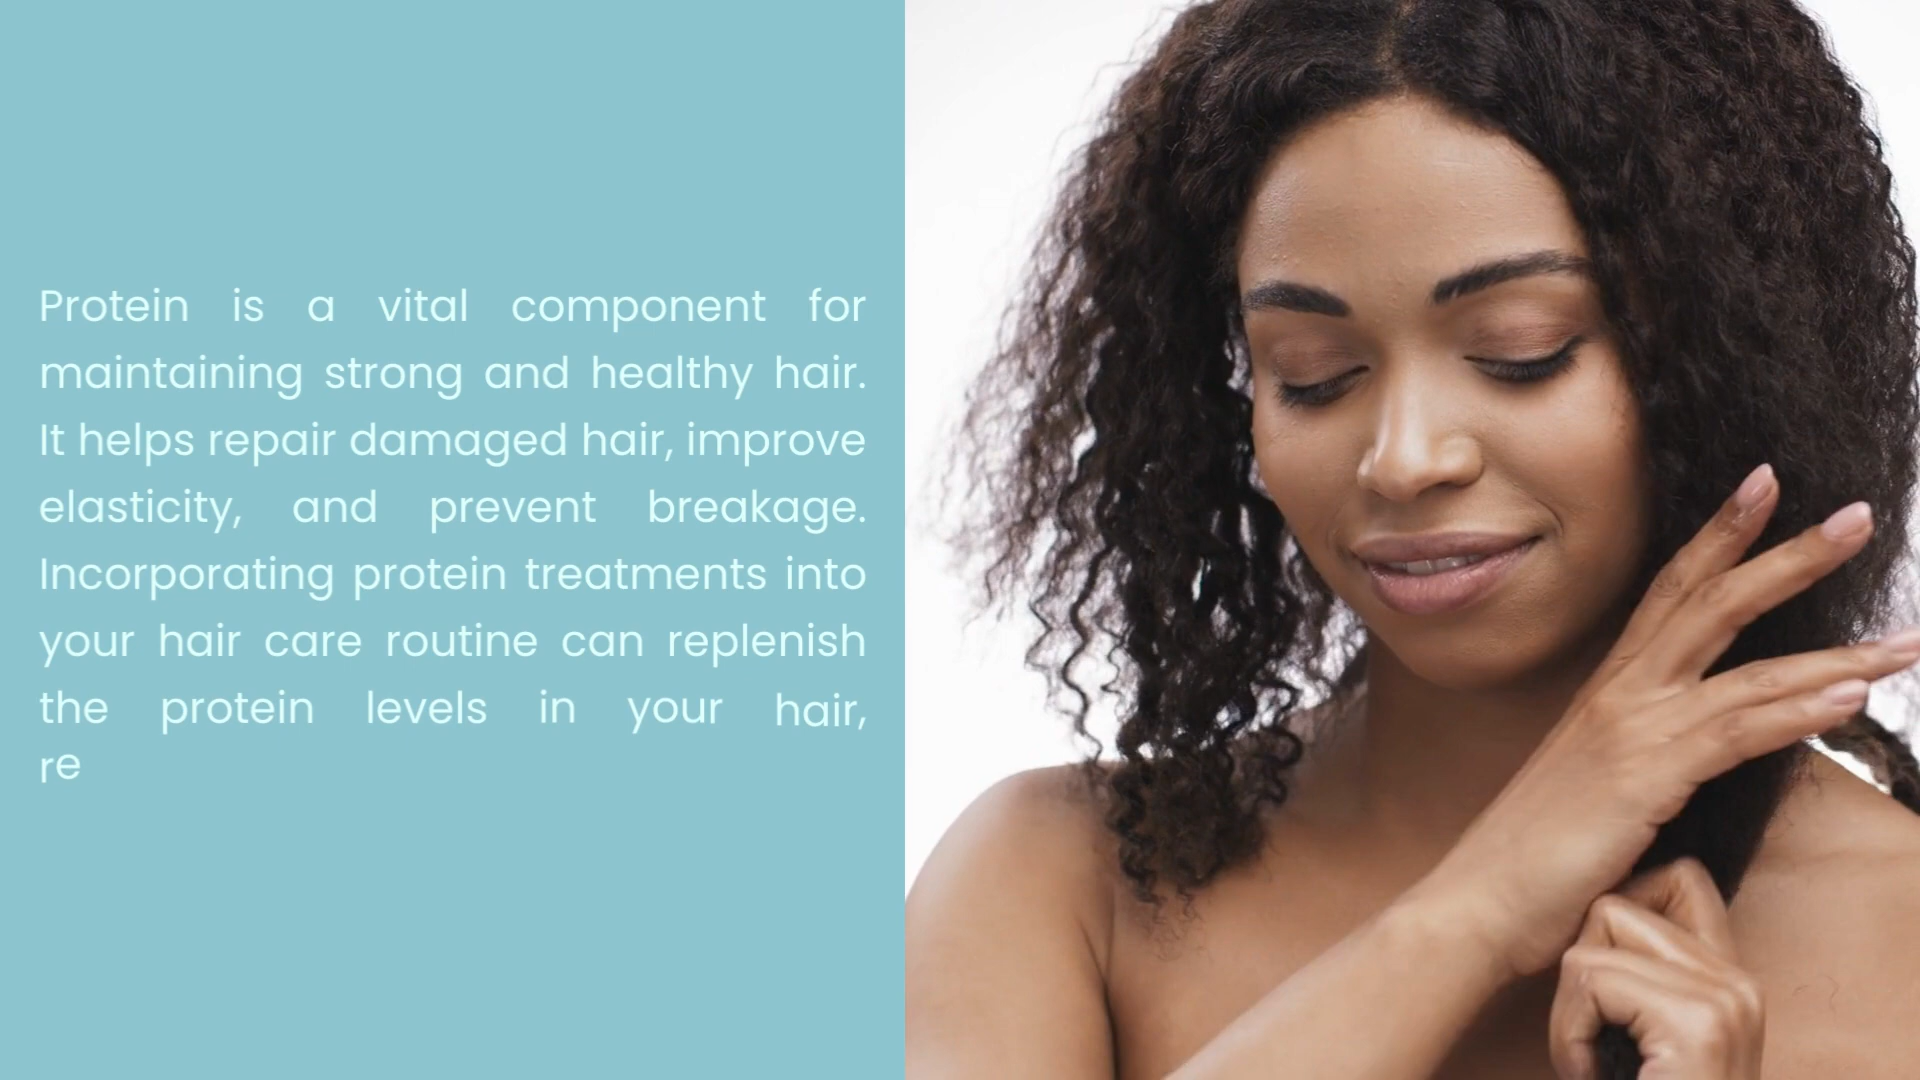 Protein is a vital component for
maintaining strong and healthy hair.
It helps repair damaged hair, improve
elasticity, and prevent breakage.
Incorporating protein treatments into
your hair care routine can replenish
the protein levels in your hair,
re